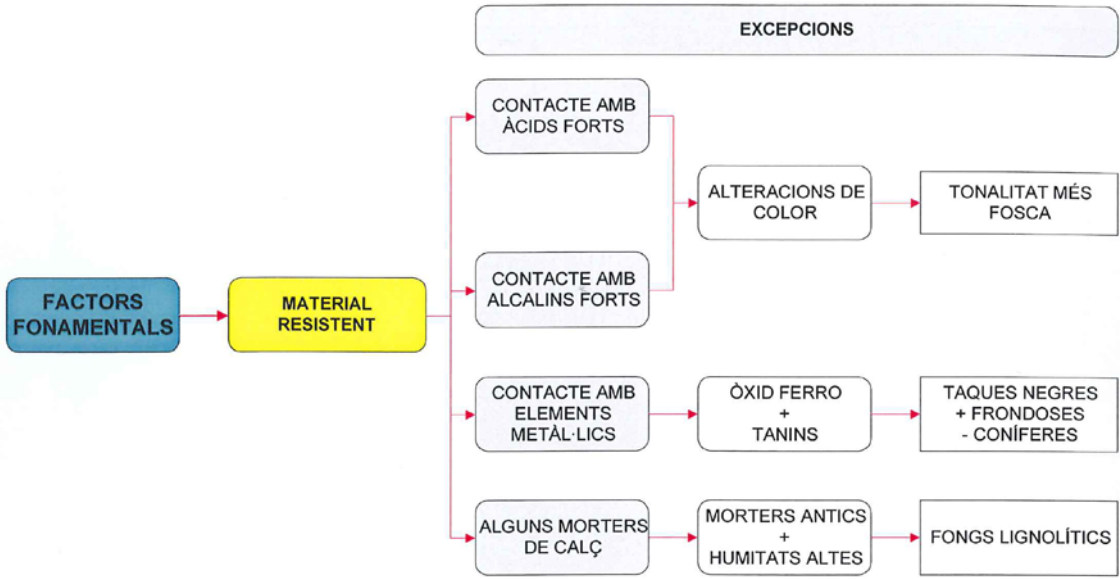 EXCEPCIONS
FACTORS
FONAMENTALS
MATERIAL
RESISTENT
CONTACTE AMB
ÀCIDS FORTS
CONTACTE AMB
ALCALINS FORTS
ALTERACIONS DE
COLOR
TONALITAT MÉS
FOSCA
CONTACTE AMB
ELEMENTS
METÀL·LICS
ÒXID FERRO
+
TANINS
TAQUES NEGRES
+ FRONDOSES
- CONÍFERES
ALGUNS MORTERS
DE CALÇ
MORTERS ANTICS
+
HUMITATS ALTES
FONGS LIGNOLÍTICS